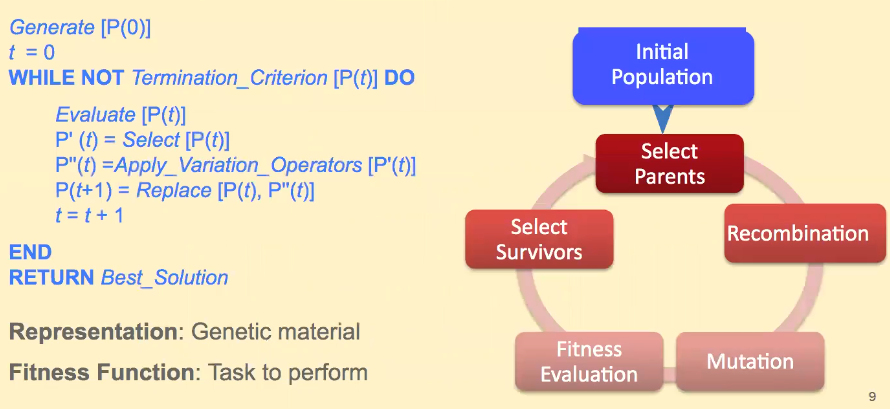 Generate [P(0)]
t = 0
WHILE NOT Termination_Criterion [P(t)] DO
Evaluate [P(t)]
P' (t) = Select [P(t)]
P"(t) =Apply_Variation_Operators [P'(t)]
P(t+1) = Replace [P(t), P"(t)]
t = t + 1
END
RETURN Best_Solution
Representation: Genetic material
Fitness Function: Task to perform
Initial
Population
Select
Parents
Recombination
Mutation
Fitness
Evaluation
Select
Survivors
9